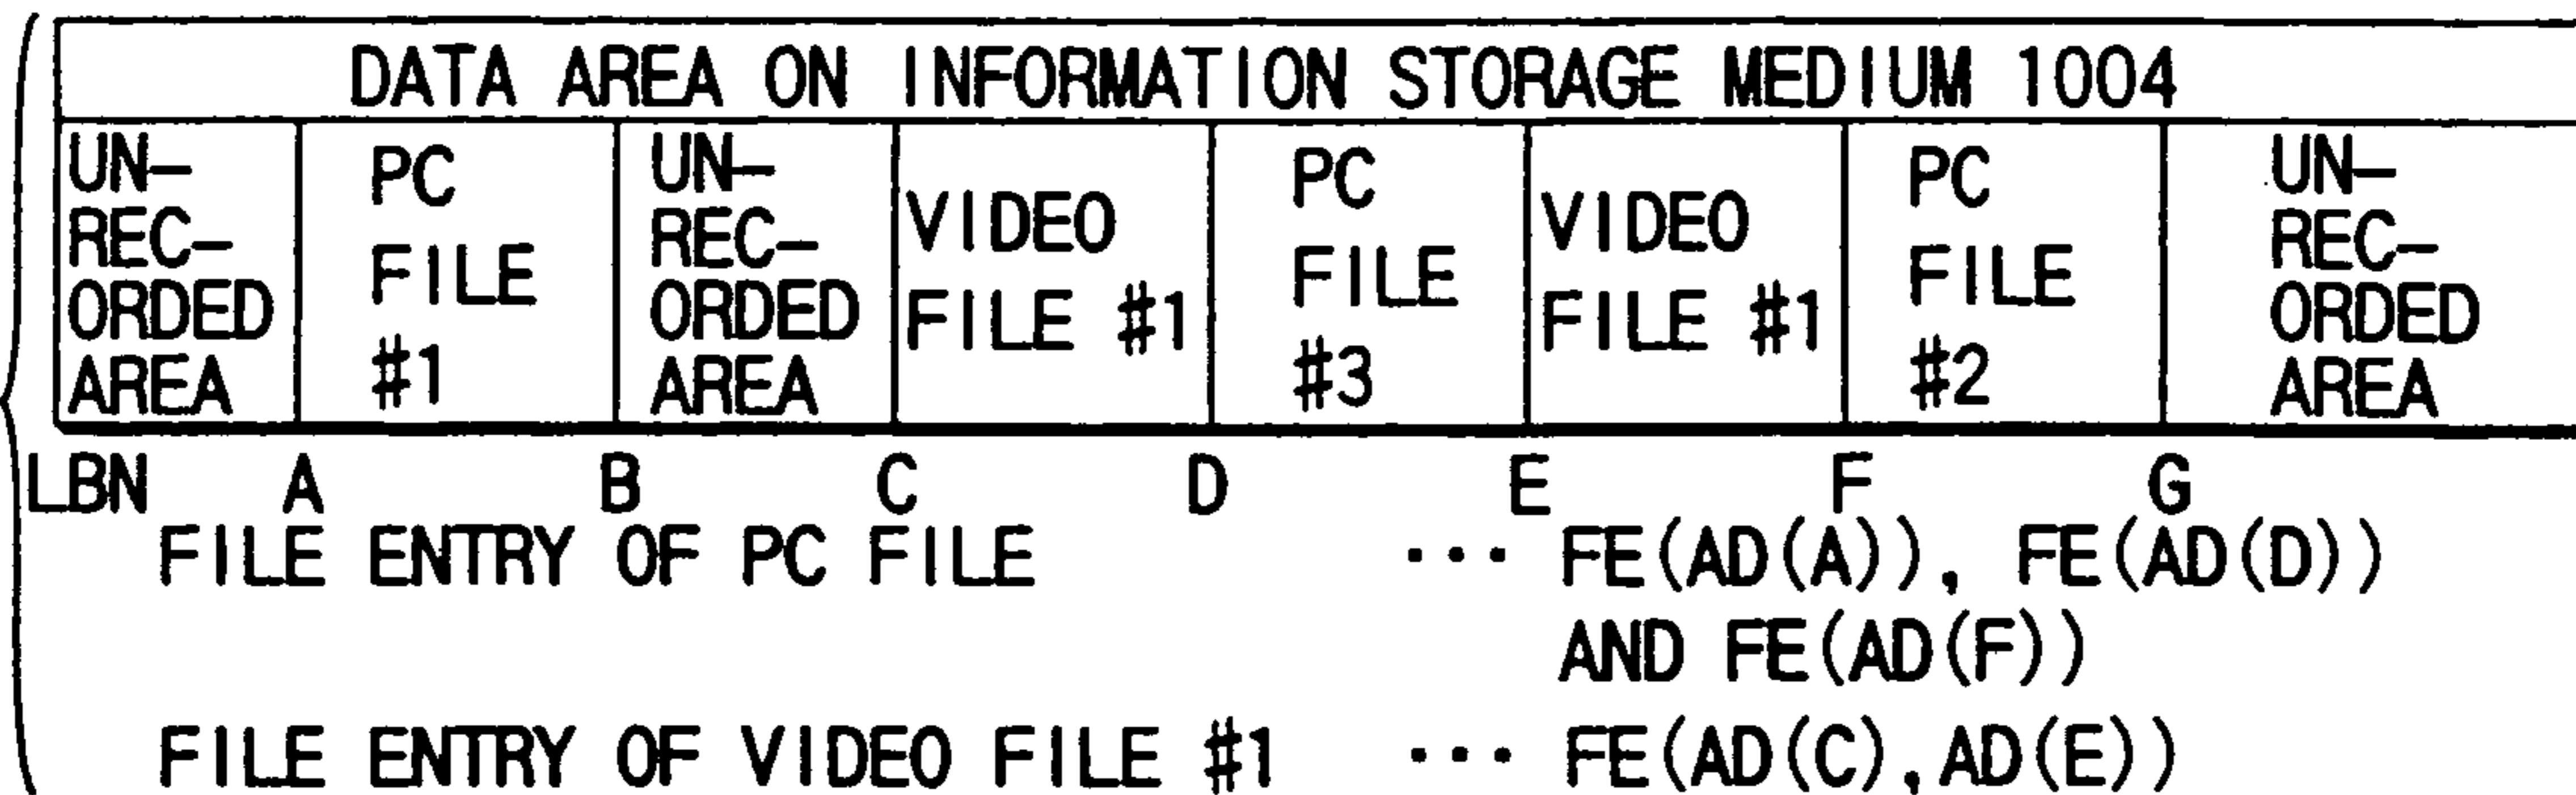 DATA AREA ON INFORMATION STORAGE MEDIUM 1004
UN-
REC-
ORDED
AREA
PC
FILE
#1
UN-
REC-
ORDED
AREA
VIDEO
FILE #1
PC
FILE
#3
VIDEO
FILE #1
PC
FILE
#2
UN-
REC-
ORDED
AREA
LBN A B C D E F G
FILE ENTRY OF PC FILE ··· FE(AD(A)), FE(AD(D))
AND FE(AD(F))
FILE ENTRY OF VIDEO FILE #1 ··· FE(AD(C),AD(E))